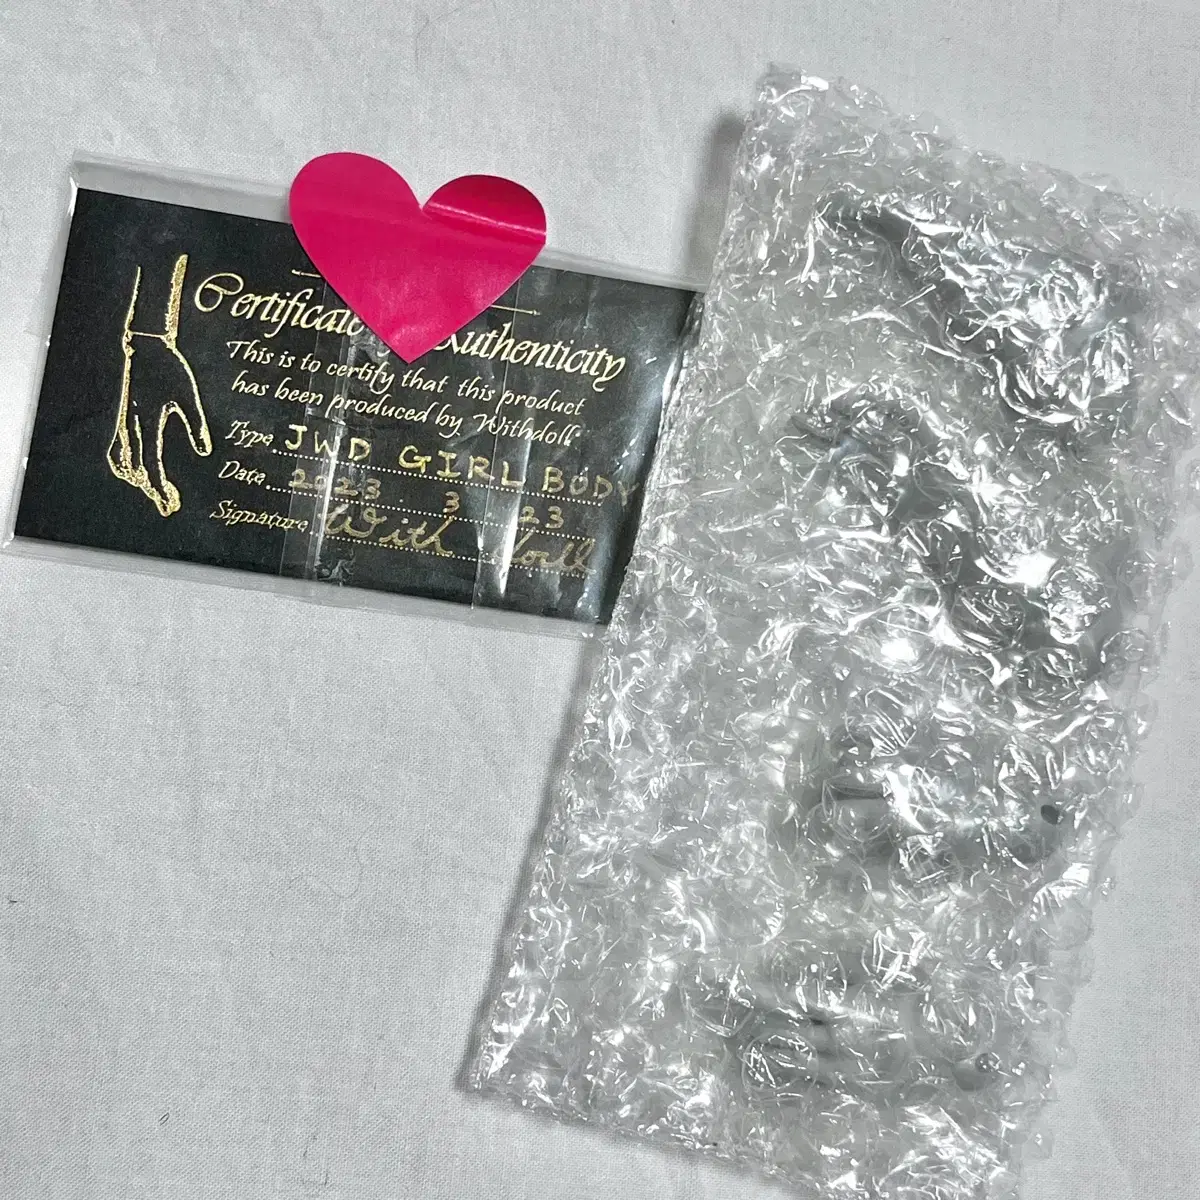 Certificate Authenticity
This is to certify that this product
has been produced by Withdoll
Type JWD GIRL BODY
Date 2023 3 23
Signature With doll